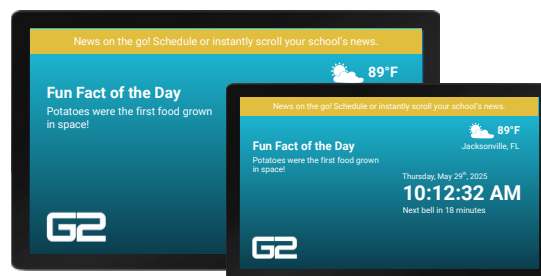 News on the go! Schedule or instantly scroll your school's news.
89°F
Fun Fact of the Day
Potatoes were the first food grown
in space!
G2
News on the go! Schedule or instantly scroll your school's news.
89°F
Jacksonville, FL
Fun Fact of the Day
Potatoes were the first food grown
in space!
Thursday, May 29th, 2025
10:12:32 AM
Next bell in 18 minutes
G2